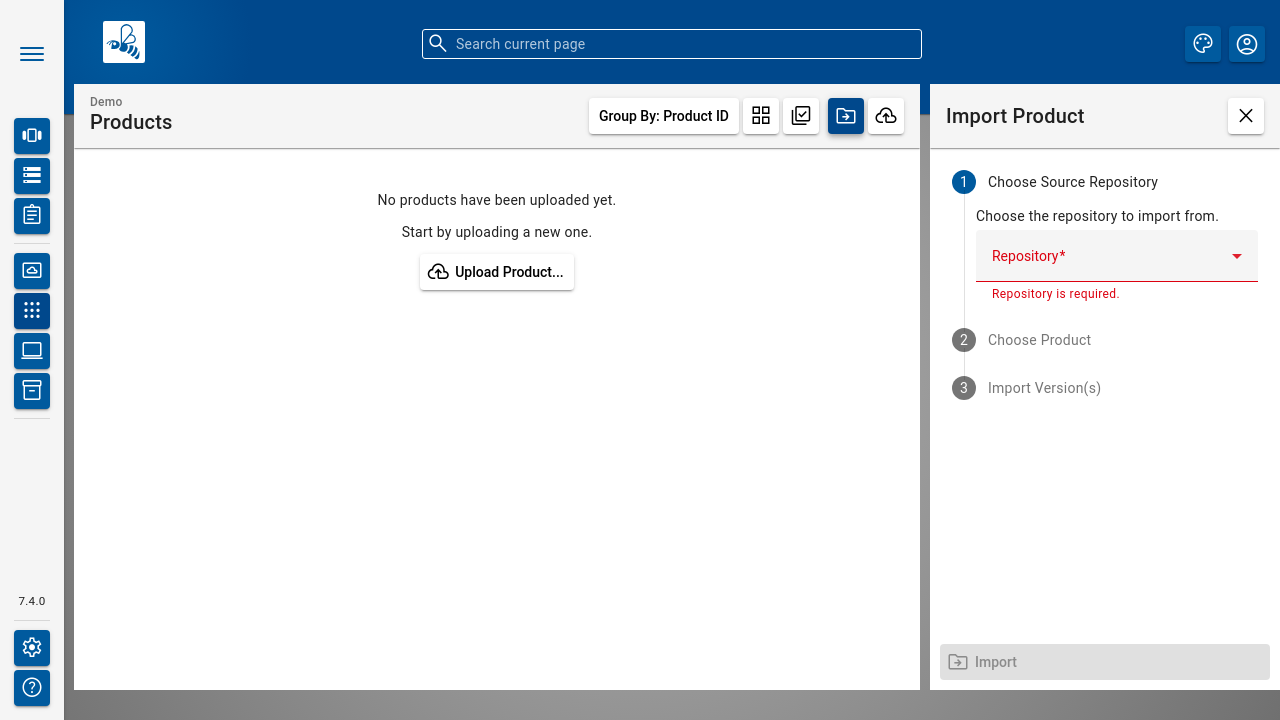 Search current page
Demo
Products
Group By: Product ID
No products have been uploaded yet.
Start by uploading a new one.
Upload Product...
Import Product
1 Choose Source Repository
Choose the repository to import from.
Repository*
Repository is required.
2 Choose Product
3 Import Version(s)
Import
7.4.0